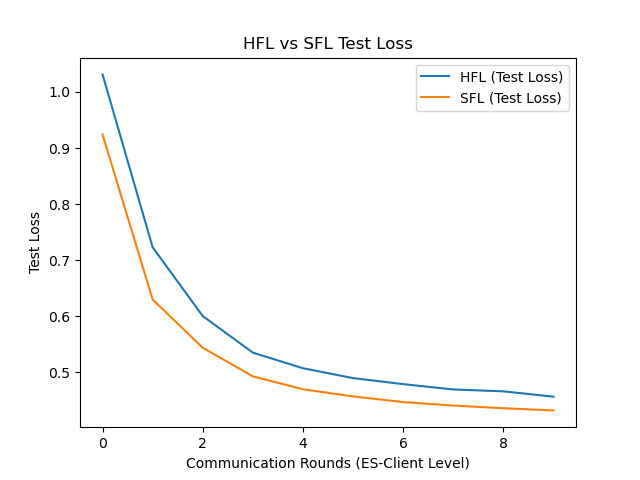 HFL vs SFL Test Loss
HFL (Test Loss)
SFL (Test Loss)
Test Loss
1.0
0.9
0.8
0.7
0.6
0.5
0 2 4 6 8
Communication Rounds (ES-Client Level)